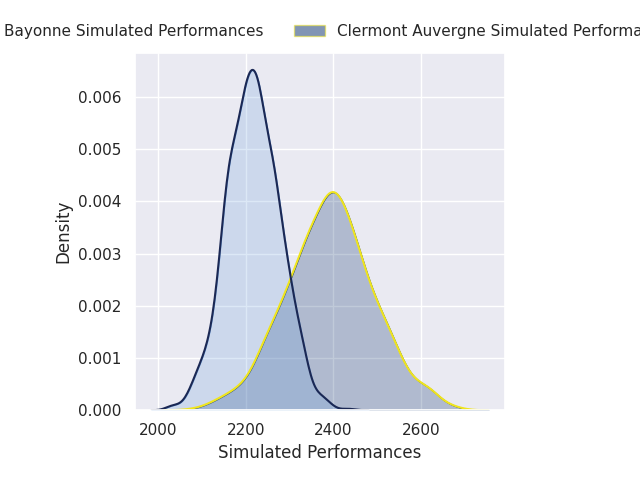 Bayonne Simulated Performances
Clermont Auvergne Simulated Performa
0.006
0.005
0.004
0.003
0.002
0.001
0.000
Density
2000 2200 2400 2600
Simulated Performances